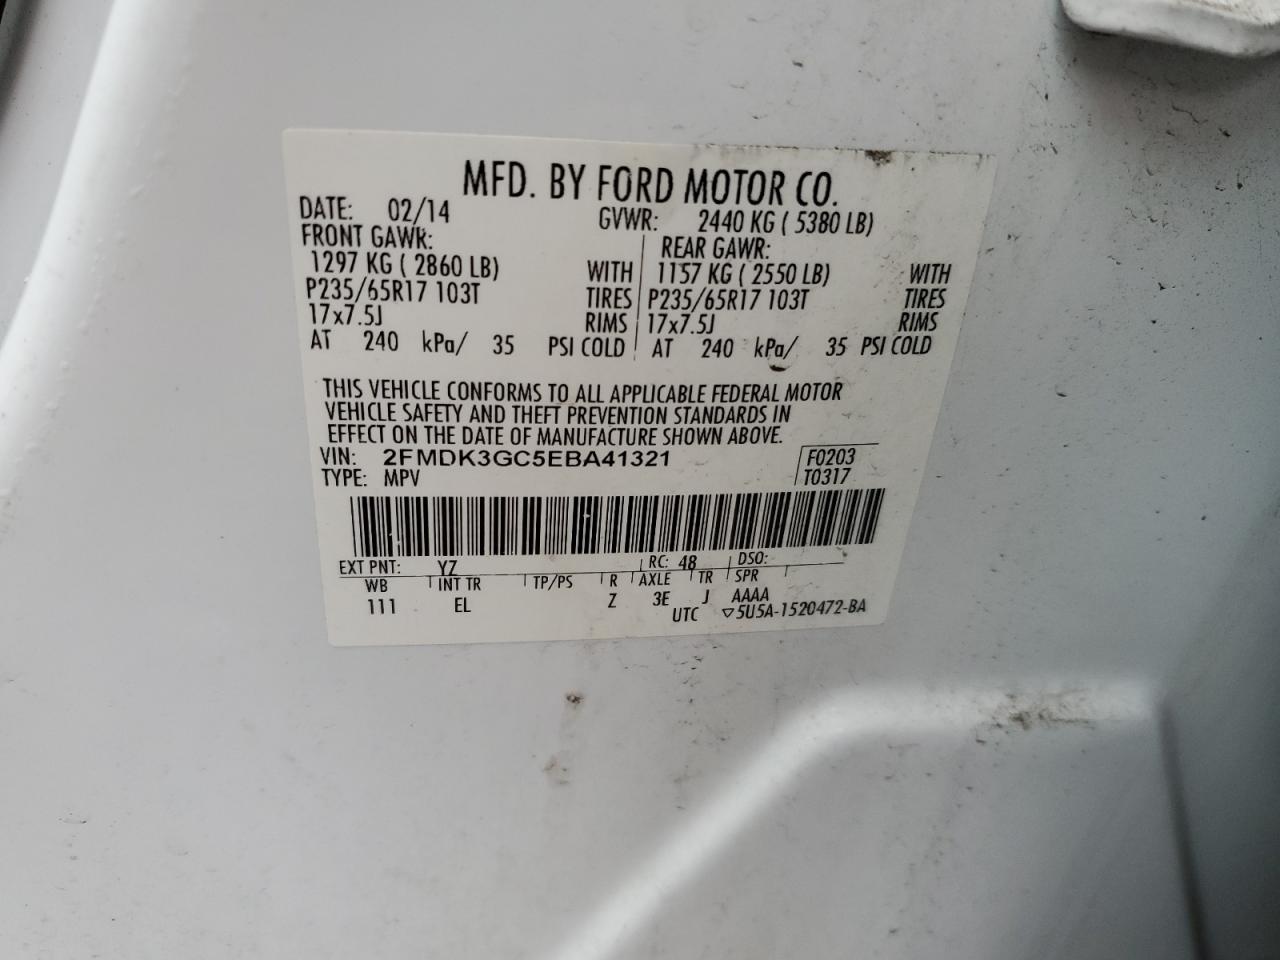 MFD. BY FORD MOTOR CO.
DATE: 02/14 GVWR: 2440 KG ( 5380 LB)
FRONT GAWR: REAR GAWR:
1297 KG ( 2860 LB) WITH 1157 KG ( 2550 LB) WITH
P235/65R17 103T TIRES P235/65R17 103T TIRES
17x7.5J RIMS 17x7.5J RIMS
AT 240 kPa/ 35 PSI COLD AT 240 kPa/ 35 PSI COLD
THIS VEHICLE CONFORMS TO ALL APPLICABLE FEDERAL MOTOR
VEHICLE SAFETY AND THEFT PREVENTION STANDARDS IN
EFFECT ON THE DATE OF MANUFACTURE SHOWN ABOVE.
VIN: 2FMDK3GC5EBA41321 F0203
TYPE: MPV T0317
EXT PNT: YZ RC: 48 DSO:
WB INT TR TP/PS R AXLE TR SPR
111 EL Z 3E J AAAA
UTC ▽5U5A-1520472-BA